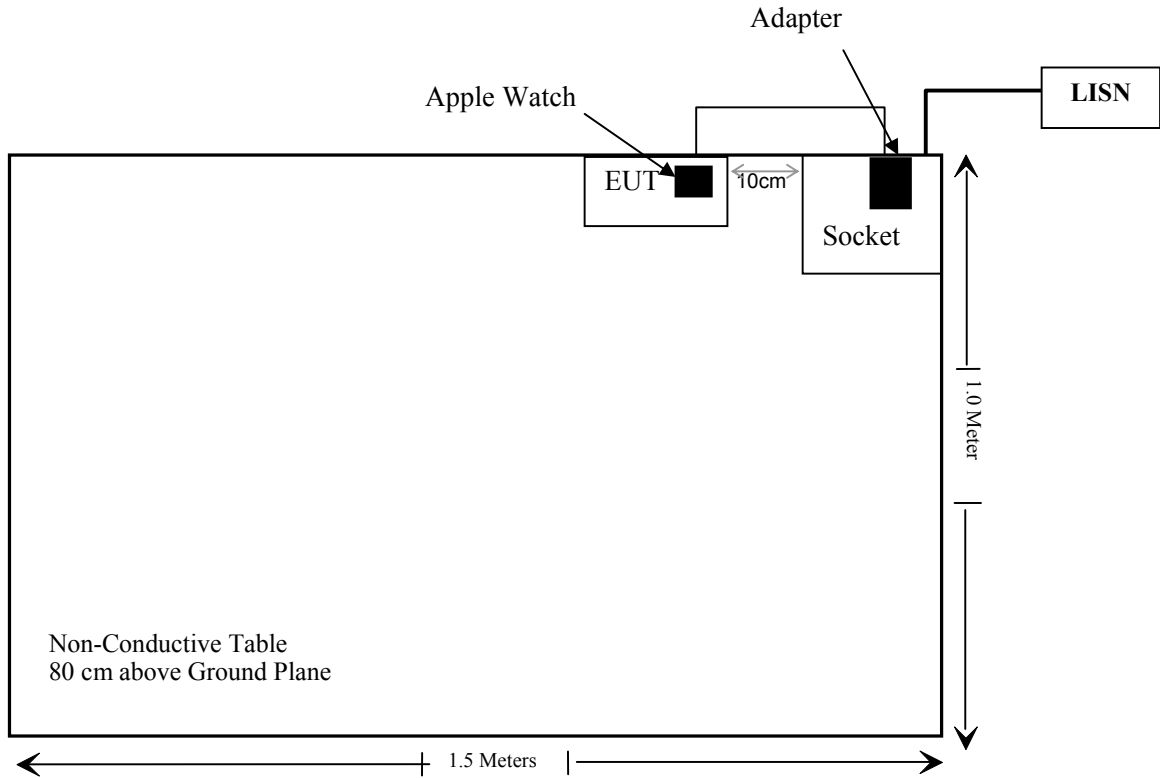 Adapter
LISN
Apple Watch
EUT
10cm
Socket
1.0 Meter
Non-Conductive Table
80 cm above Ground Plane
1.5 Meters